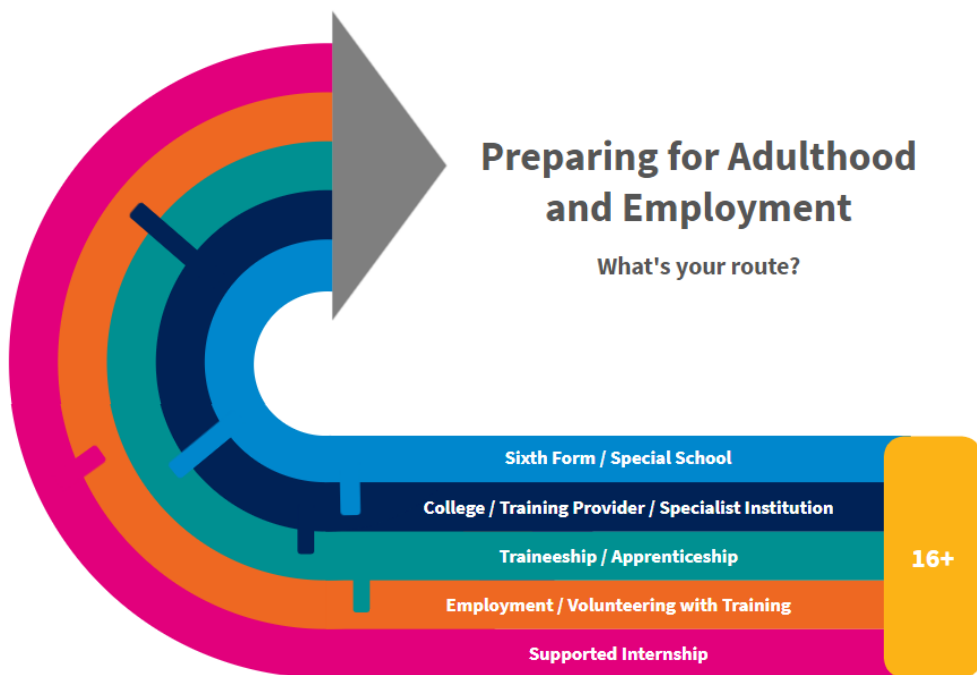 Preparing for Adulthood
and Employment
What's your route?
Sixth Form / Special School
College / Training Provider / Specialist Institution
Traineeship / Apprenticeship
16+
Employment / Volunteering with Training
Supported Internship